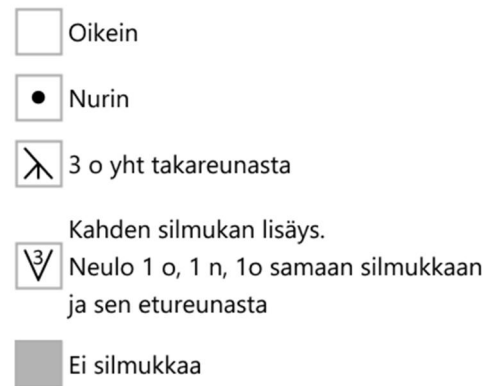 Oikein
Nurin
3 o yht takareunasta
Kahden silmukan lisäys.
3 Neulo 1 o, 1 n, 1o samaan silmukkaan
ja sen etureunasta
Ei silmukkaa